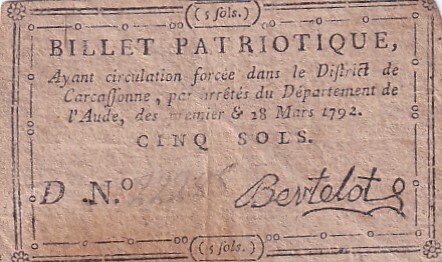 (5 ſols.)
BILLET PATRIOTIQUE,
Ayant circulation forcée dans le Diſtrict de
Carcaſſonne, par arrêtés du Département de
l'Aude, des premier & 28 Mars 1792.
CINQ SOLS.
D N.º
Bertelot
(5 ſols.)